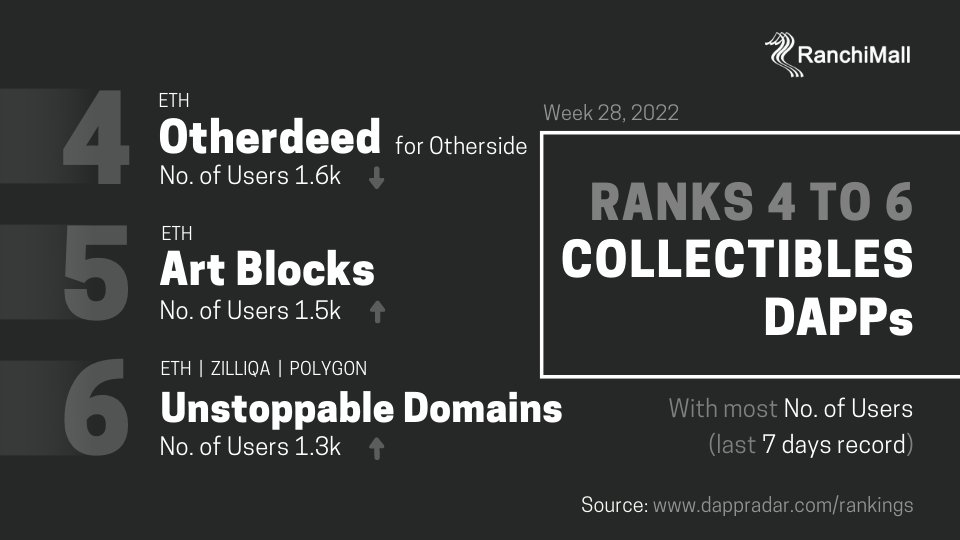 RanchiMall
4
ETH
Otherdeed for Otherside
No. of Users 1.6k
5
ETH
Art Blocks
No. of Users 1.5k
6
ETH | ZILLIQA | POLYGON
Unstoppable Domains
No. of Users 1.3k
Week 28, 2022
RANKS 4 TO 6
COLLECTIBLES
DAPPs
With most No. of Users
(last 7 days record)
Source: www.dappradar.com/rankings